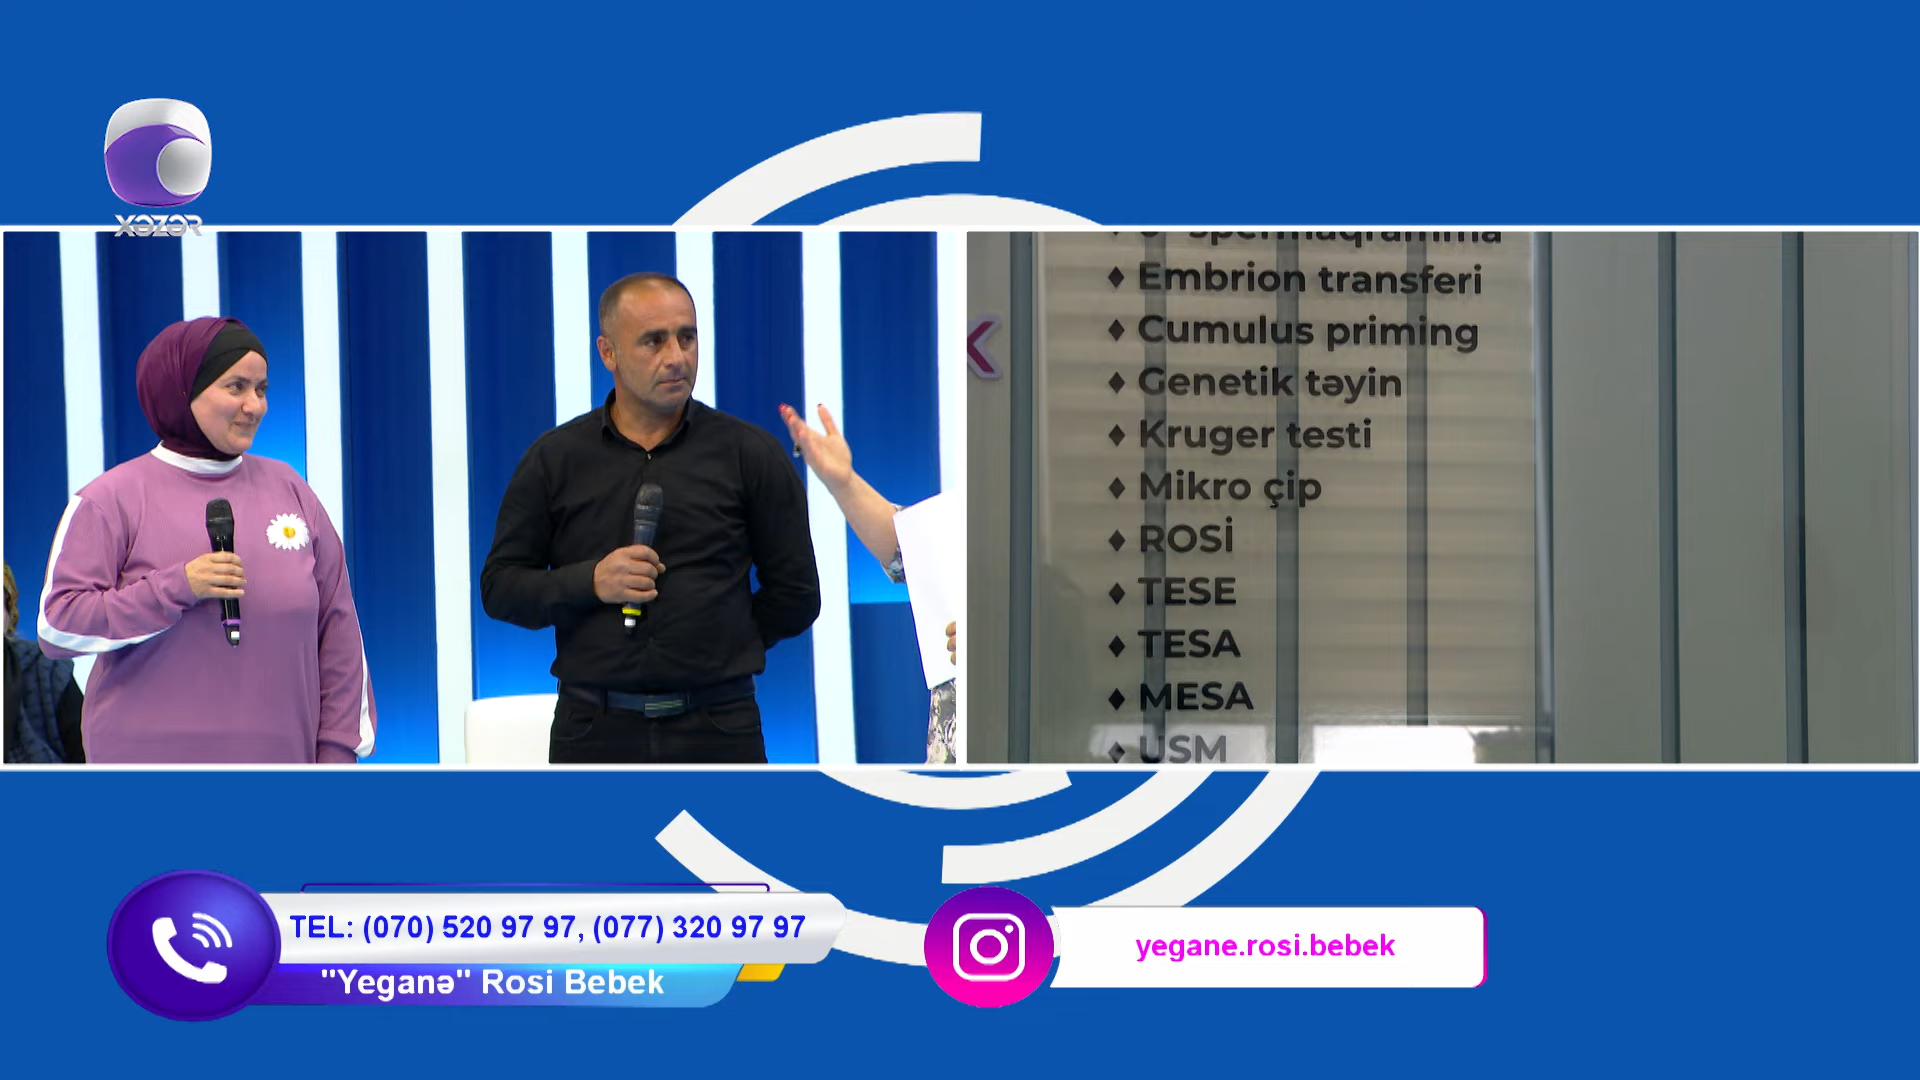 XƏZƏR
spermaqramma
♦ Embrion transferi
♦ Cumulus priming
♦ Genetik təyin
♦ Kruger testi
♦ Mikro çip
♦ ROSİ
♦ TESE
♦ TESA
♦ MESA
♦ USM
TEL: (070) 520 97 97, (077) 320 97 97
"Yeganə" Rosi Bebek
yegane.rosi.bebek